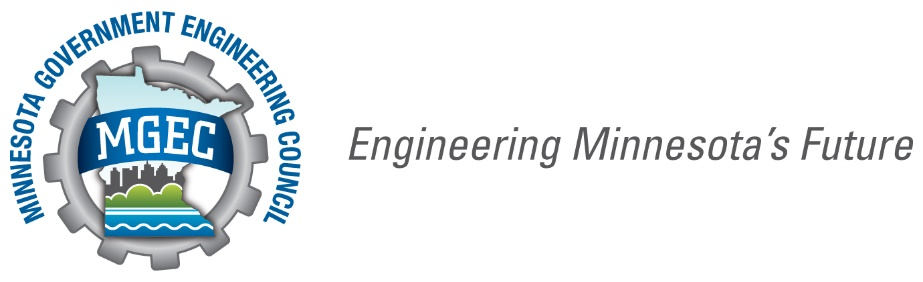 MINNESOTA GOVERNMENT ENGINEERING COUNCIL
MGEC
Engineering Minnesota's Future